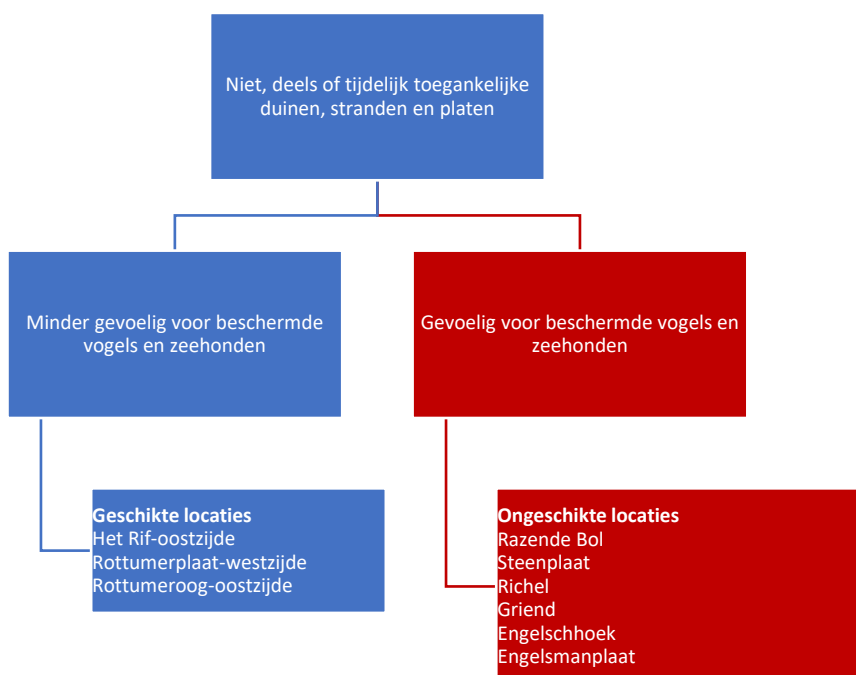 Niet, deels of tijdelijk toegankelijke
duinen, stranden en platen
Minder gevoelig voor beschermde
vogels en zeehonden
Gevoelig voor beschermde vogels en
zeehonden
Geschikte locaties
Het Rif-oostzijde
Rottumerplaat-westzijde
Rottumeroog-oostzijde
Ongeschikte locaties
Razende Bol
Steenplaat
Richel
Griend
Engelschhoek
Engelsmanplaat